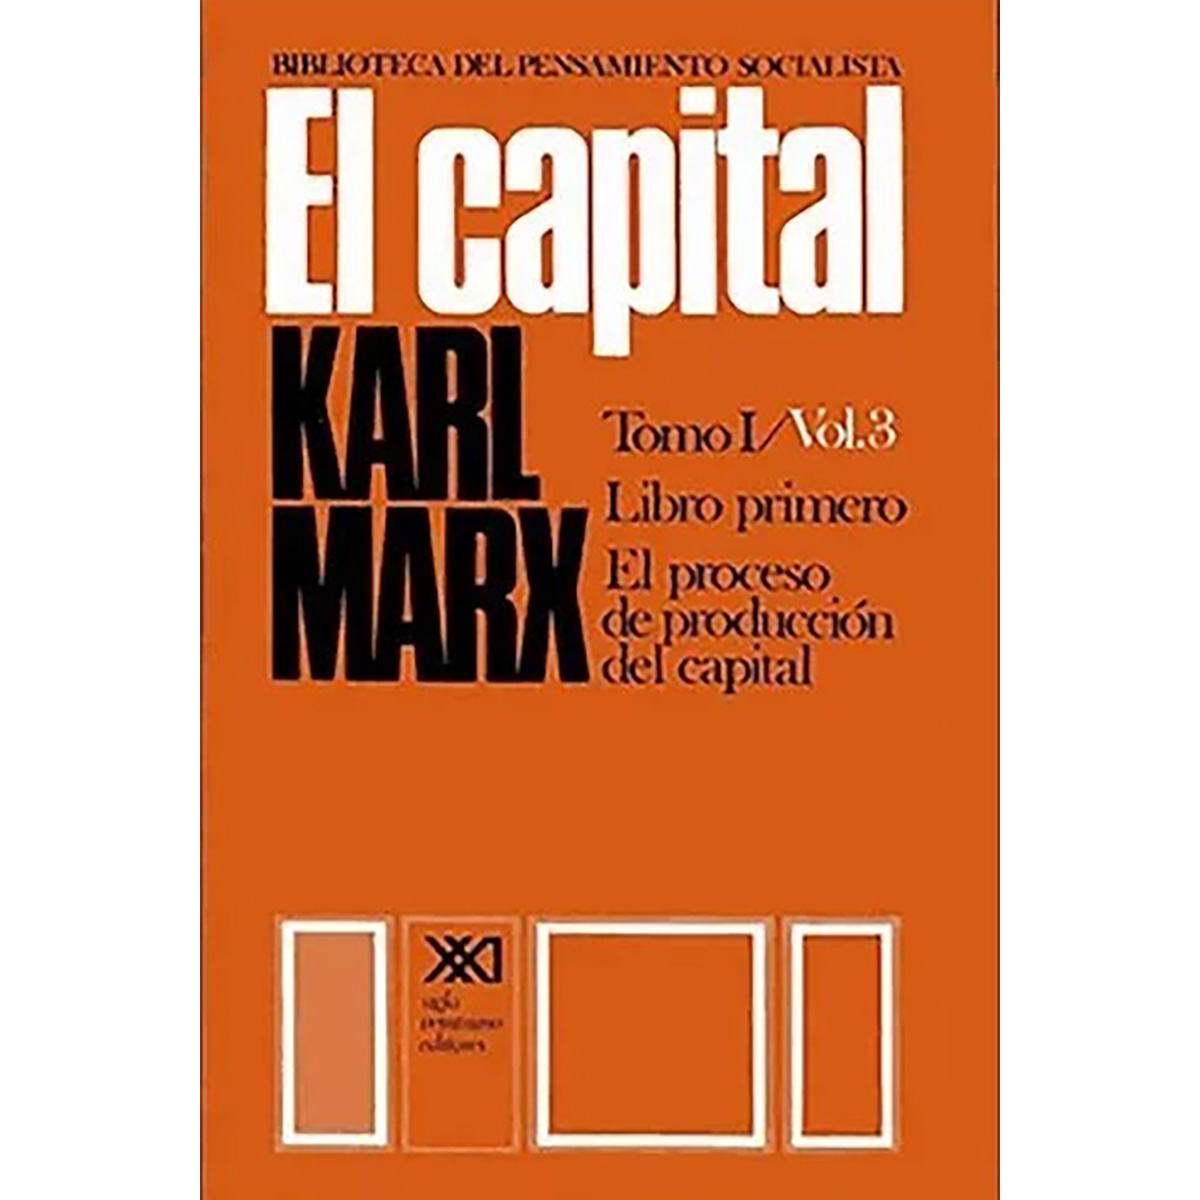 BIBLIOTECA DEL PENSAMIENTO SOCIALISTA
El capital
KARL
MARX
Tomo I/Vol.3
Libro primero
El proceso
de producción
del capital
siglo
veintiuno
editores